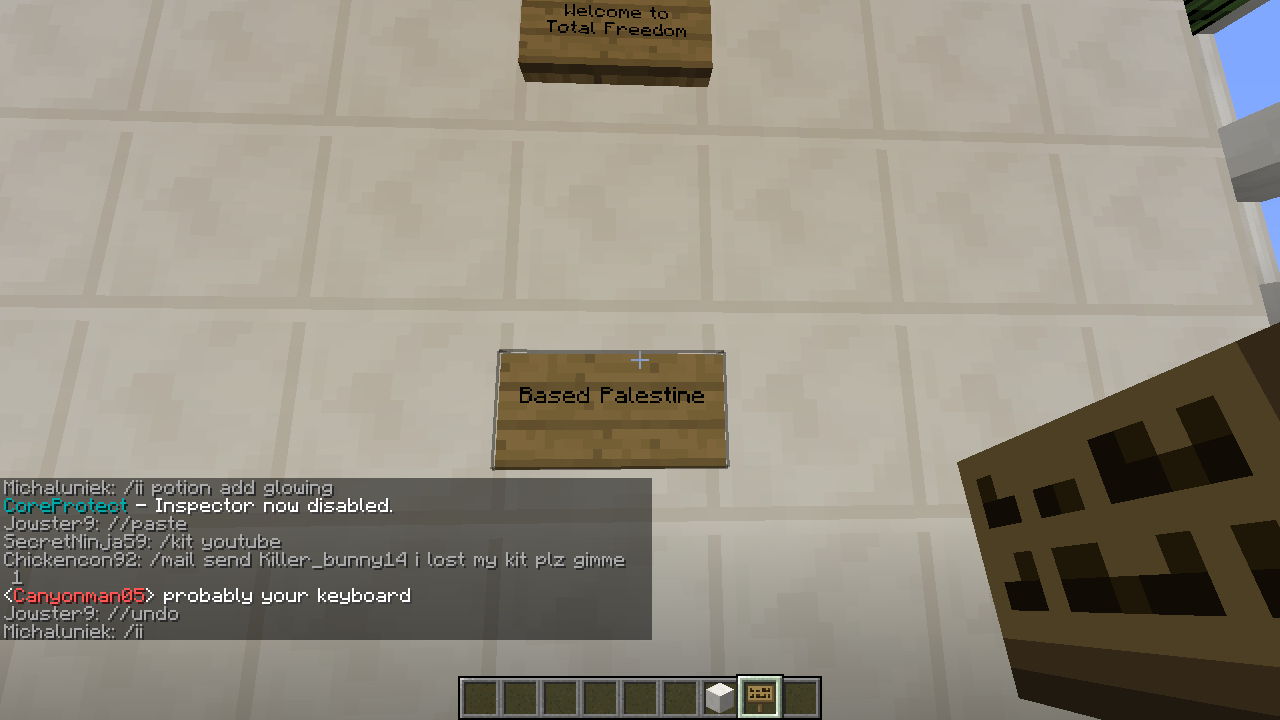 Welcome to
Total Freedom
Based Palestine
Michaluniek: /ii potion add glowing
CoreProtect - Inspector now disabled.
Jowster9: //paste
SecretNinja59: /kit youtube
Chickencon92: /mail send Killer_bunny14 i lost my kit plz gimme
1
<Canyonman05> probably your keyboard
Jowster9: //undo
Michaluniek: /ii